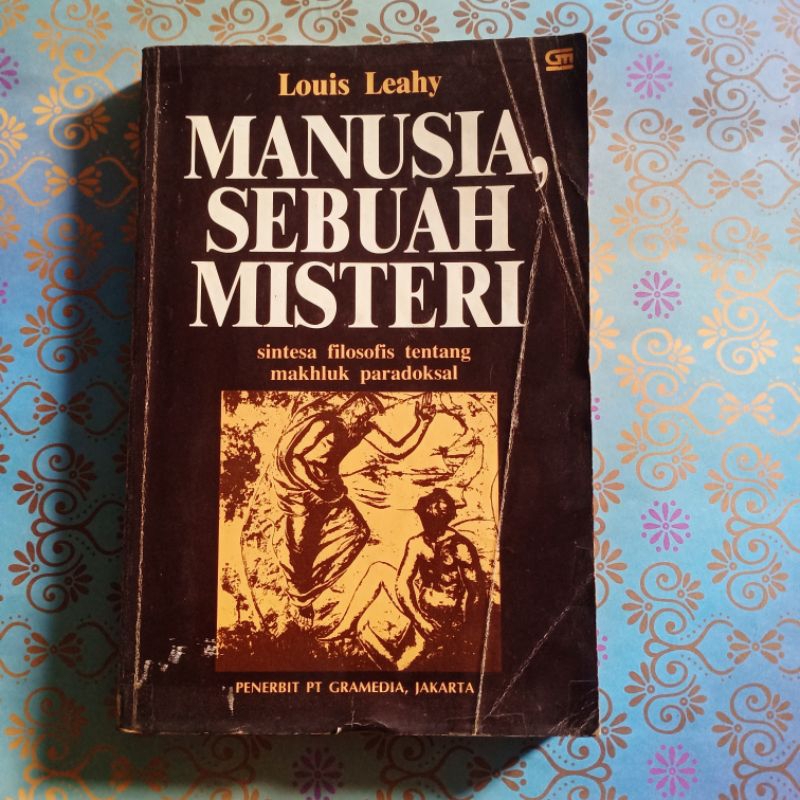 Louis Leahy
MANUSIA,
SEBUAH
MISTERI
sintesa filosofis tentang
makhluk paradoksal
PENERBIT PT GRAMEDIA, JAKARTA